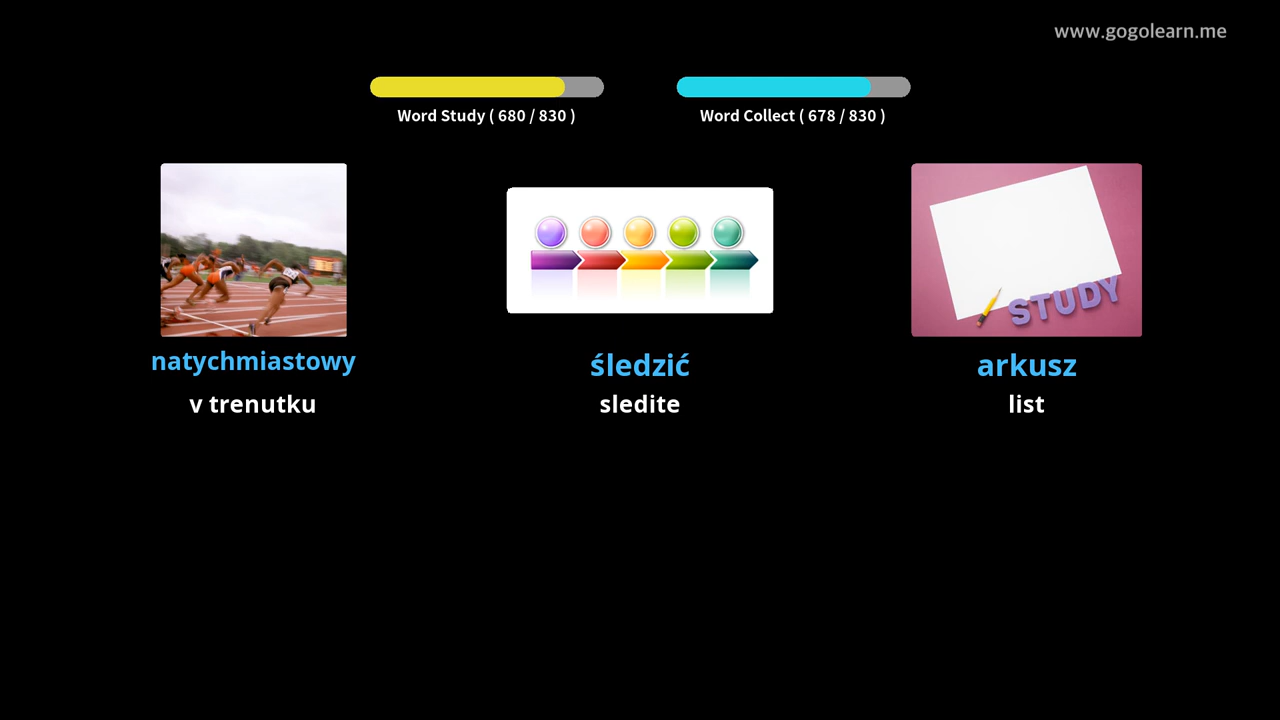 www.gogolearn.me
Word Study ( 680 / 830 )
Word Collect ( 678 / 830 )
STUDY
natychmiastowy
śledzić
arkusz
v trenutku
sledite
list